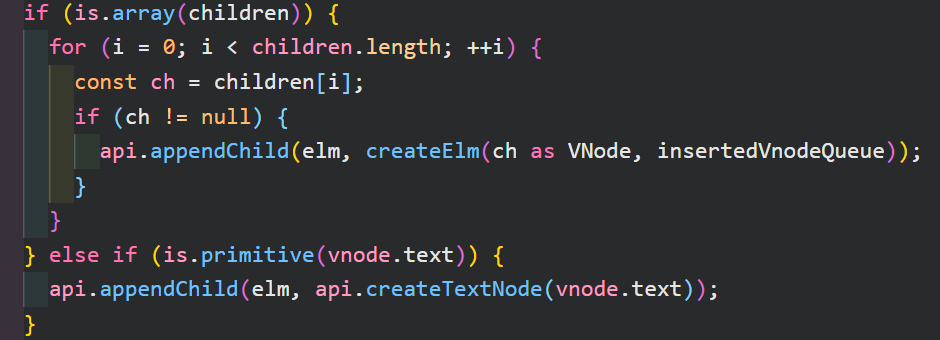 if (is.array(children)) {
for (i = 0; i < children.length; ++i) {
const ch = children[i];
if (ch != null) {
api.appendChild(elm, createElm(ch as VNode, insertedVnodeQueue));
}
}
} else if (is.primitive(vnode.text)) {
api.appendChild(elm, api.createTextNode(vnode.text));
}